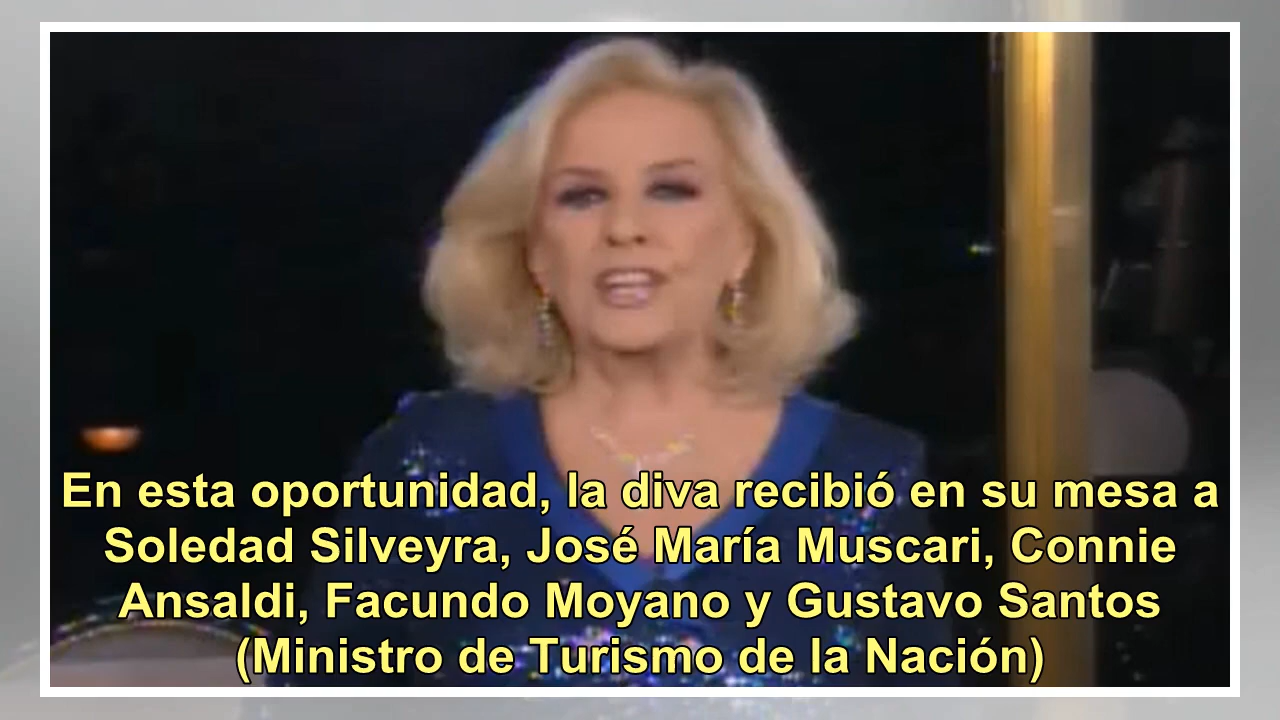 En esta oportunidad, la diva recibió en su mesa a
Soledad Silveyra, José María Muscari, Connie
Ansaldi, Facundo Moyano y Gustavo Santos
(Ministro de Turismo de la Nación)